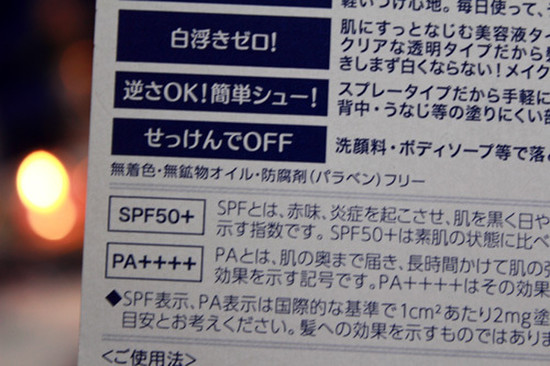 軽いつけ心地。毎日使って、
白浮きゼロ!
肌にすっとなじむ美容液タイ
クリアな透明タイプだから
きしまず白くならない!メイク
逆さOK!簡単シュー!
スプレータイプだから手軽に
背中・うなじ等の塗りにくい
せっけんでOFF
洗顔料・ボディソープ等で落
無着色・無鉱物オイル・防腐剤(パラベン)フリー
SPF50+
SPFとは、赤味、炎症を起こさせ、肌を黒く日や
示す指数です。SPF50+は素肌の状態に比べ
PA++++
PAとは、肌の奥まで届き、長時間かけて肌の
効果を示す記号です。PA++++はその効果
◆SPF表示、PA表示は国際的な基準で1cm²あたり2mg塗
目安とお考えください。髪への効果を示すものではありま
<ご使用法>